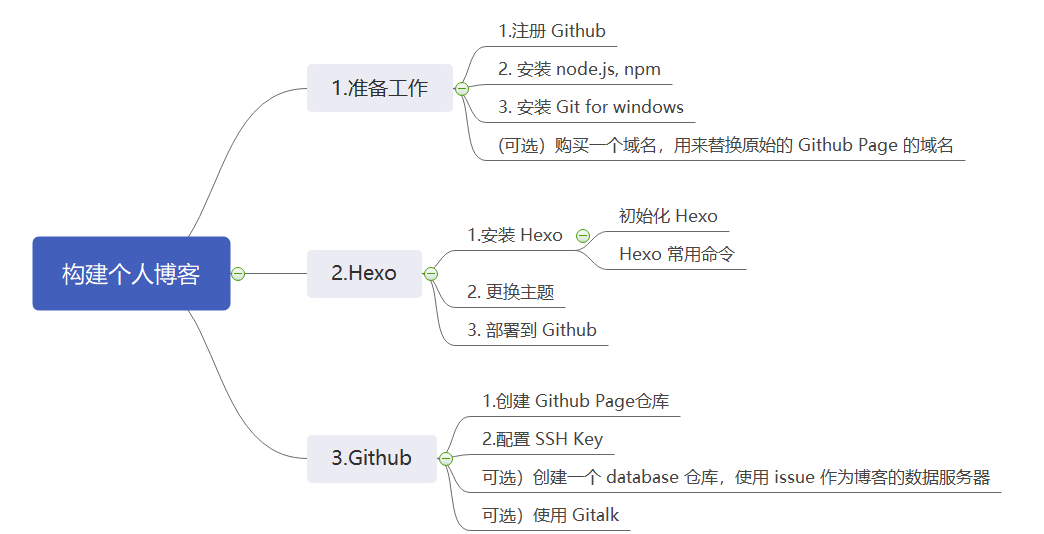 构建个人博客
1.准备工作
1.注册 Github
2. 安装 node.js, npm
3. 安装 Git for windows
(可选）购买一个域名，用来替换原始的 Github Page 的域名
2.Hexo
1.安装 Hexo
初始化 Hexo
Hexo 常用命令
2. 更换主题
3. 部署到 Github
3.Github
1.创建 Github Page仓库
2.配置 SSH Key
可选）创建一个 database 仓库，使用 issue 作为博客的数据服务器
可选）使用 Gitalk